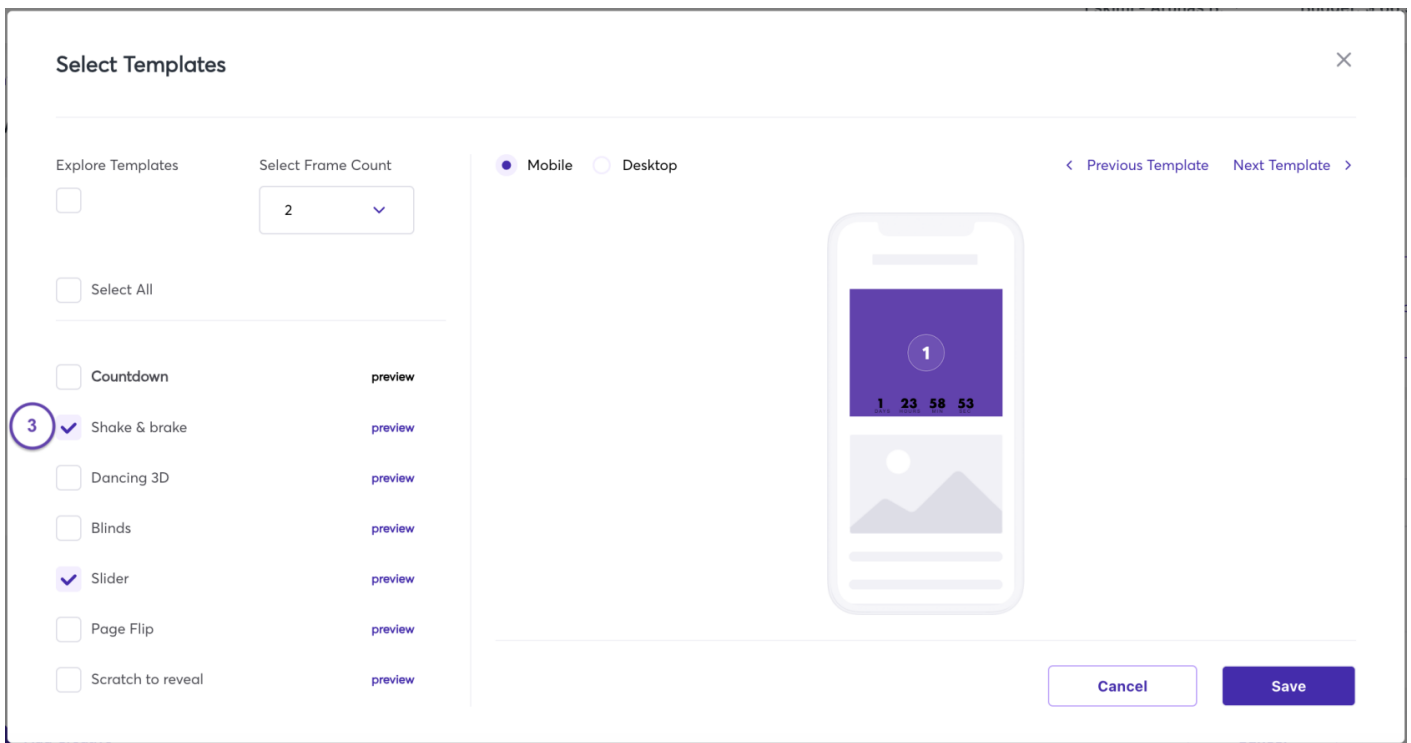 Select Templates
Explore Templates
Select Frame Count
2
Select All
Countdown preview
3
Shake & brake preview
Dancing 3D preview
Blinds preview
Slider preview
Page Flip preview
Scratch to reveal preview
Mobile Desktop
Previous Template Next Template
1
1 23 58 53
Cancel Save